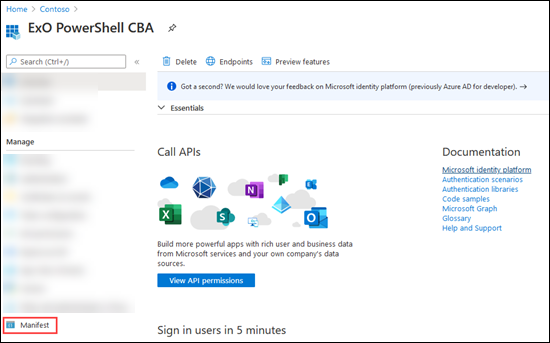 Home > Contoso >
ExO PowerShell CBA
Search (Ctrl+/)
«
Delete
Endpoints
Preview features
Got a second? We would love your feedback on Microsoft identity platform (previously Azure AD for developer). →
Essentials
Manage
Manifest
Call APIs
Build more powerful apps with rich user and business data
from Microsoft services and your own company's data
sources.
View API permissions
Sign in users in 5 minutes
Documentation
Microsoft identity platform
Authentication scenarios
Authentication libraries
Code samples
Microsoft Graph
Glossary
Help and Support